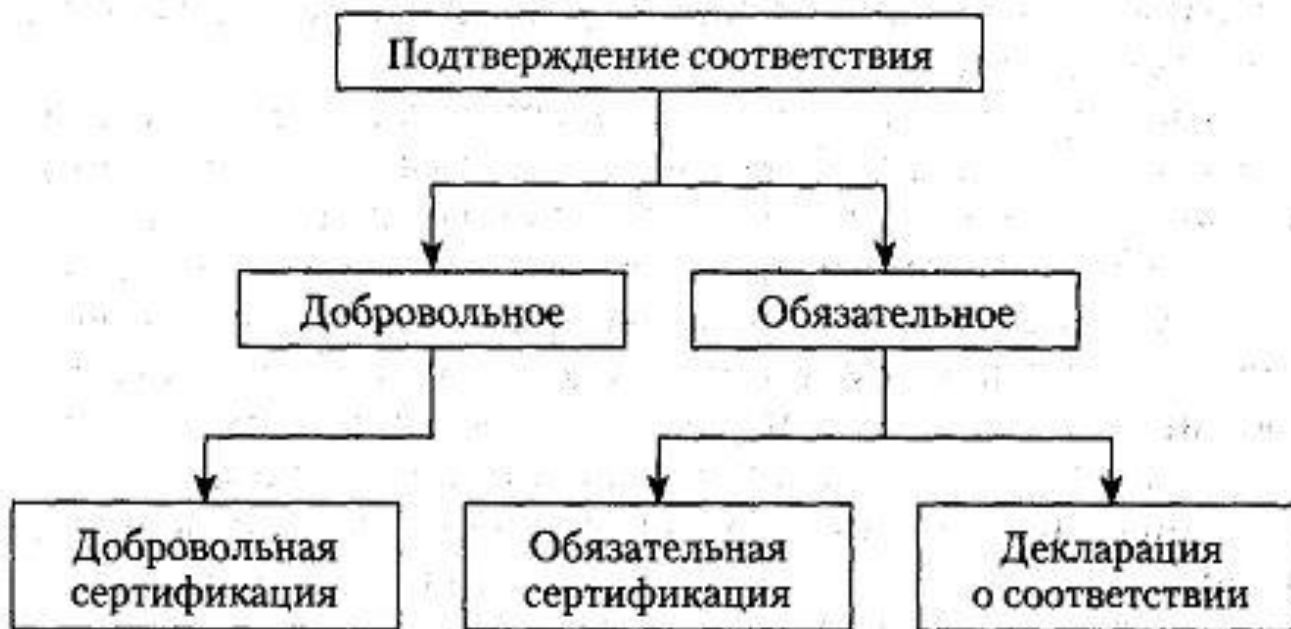 Подтверждение соответствия
Добровольное
Обязательное
Добровольная
сертификация
Обязательная
сертификация
Декларация
о соответствии